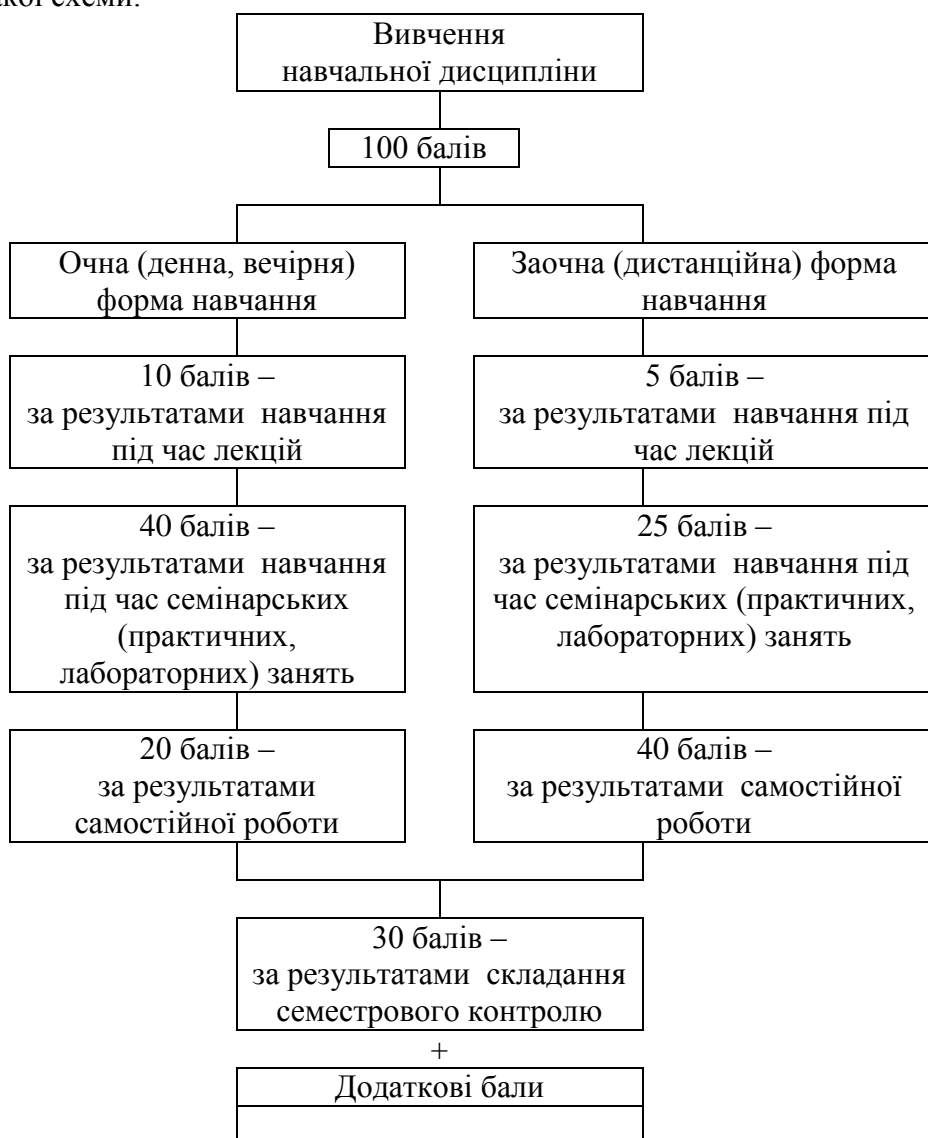 схеми.
Вивчення
навчальної дисципліни
100 балів
Очна (денна, вечірня)
форма навчання
Заочна (дистанційна) форма
навчання
10 балів –
за результатами навчання
під час лекцій
5 балів –
за результатами навчання під
час лекцій
40 балів –
за результатами навчання
під час семінарських
(практичних,
лабораторних) занять
25 балів –
за результатами навчання під
час семінарських (практичних,
лабораторних) занять
20 балів –
за результатами
самостійної роботи
40 балів –
за результатами самостійної
роботи
30 балів –
за результатами складання
семестрового контролю
+
Додаткові бали